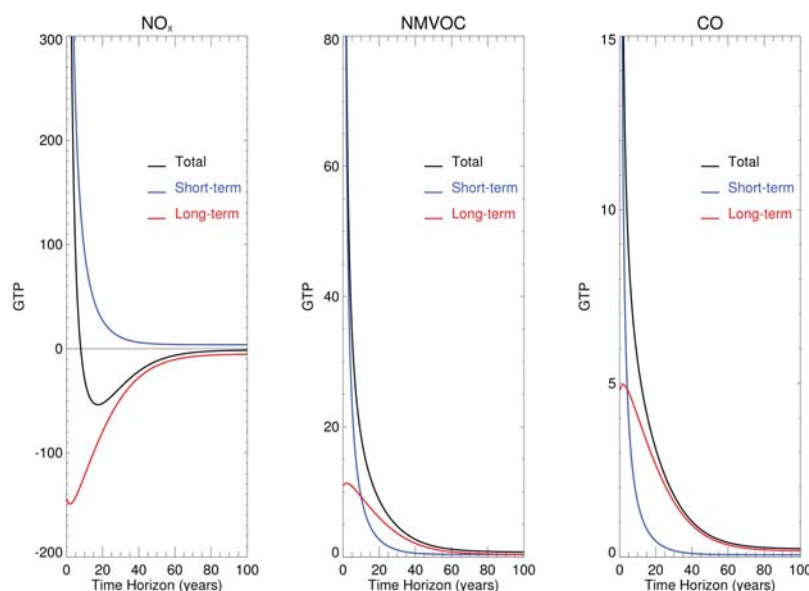 NOₓ
300
200
100
0
-100
-200
GTP
Total
Short-term
Long-term
0 20 40 60 80 100
Time Horizon (years)
NMVOC
80
60
40
20
0
GTP
Total
Short-term
Long-term
0 20 40 60 80 100
Time Horizon (years)
CO
15
10
5
0
GTP
Total
Short-term
Long-term
0 20 40 60 80 100
Time Horizon (years)